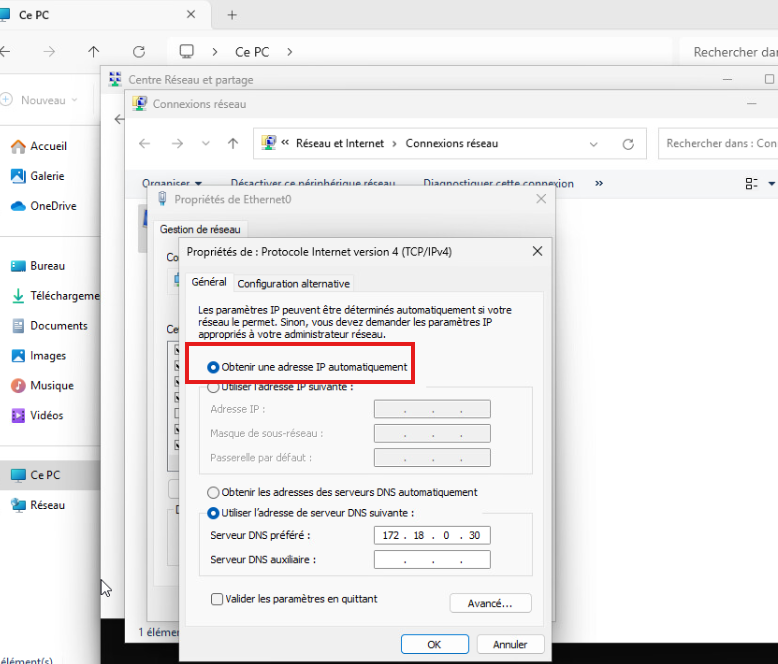 Ce PC
Ce PC
Rechercher da
Centre Réseau et partage
Nouveau
Connexions réseau
« Réseau et Internet › Connexions réseau
Rechercher dans : Con
Accueil
Galerie
OneDrive
Organiser
Désactiver ce périphérique réseau
Diagnostiquer cette connexion
»
Propriétés de Ethernet0
Gestion de réseau
Co
Propriétés de : Protocole Internet version 4 (TCP/IPv4)
Général
Configuration alternative
Les paramètres IP peuvent être déterminés automatiquement si votre
réseau le permet. Sinon, vous devez demander les paramètres IP
appropriés à votre administrateur réseau.
Ce
Obtenir une adresse IP automatiquement
Utiliser l'adresse IP suivante :
Adresse IP :
Masque de sous-réseau :
Passerelle par défaut :
Obtenir les adresses des serveurs DNS automatiquement
Utiliser l'adresse de serveur DNS suivante :
Serveur DNS préféré : 172 . 18 . 0 . 30
Serveur DNS auxiliaire :
Valider les paramètres en quittant
Avancé...
OK
Annuler
Bureau
Téléchargeme
Documents
Images
Musique
Vidéos
Ce PC
Réseau
1 élémen
élément(s)